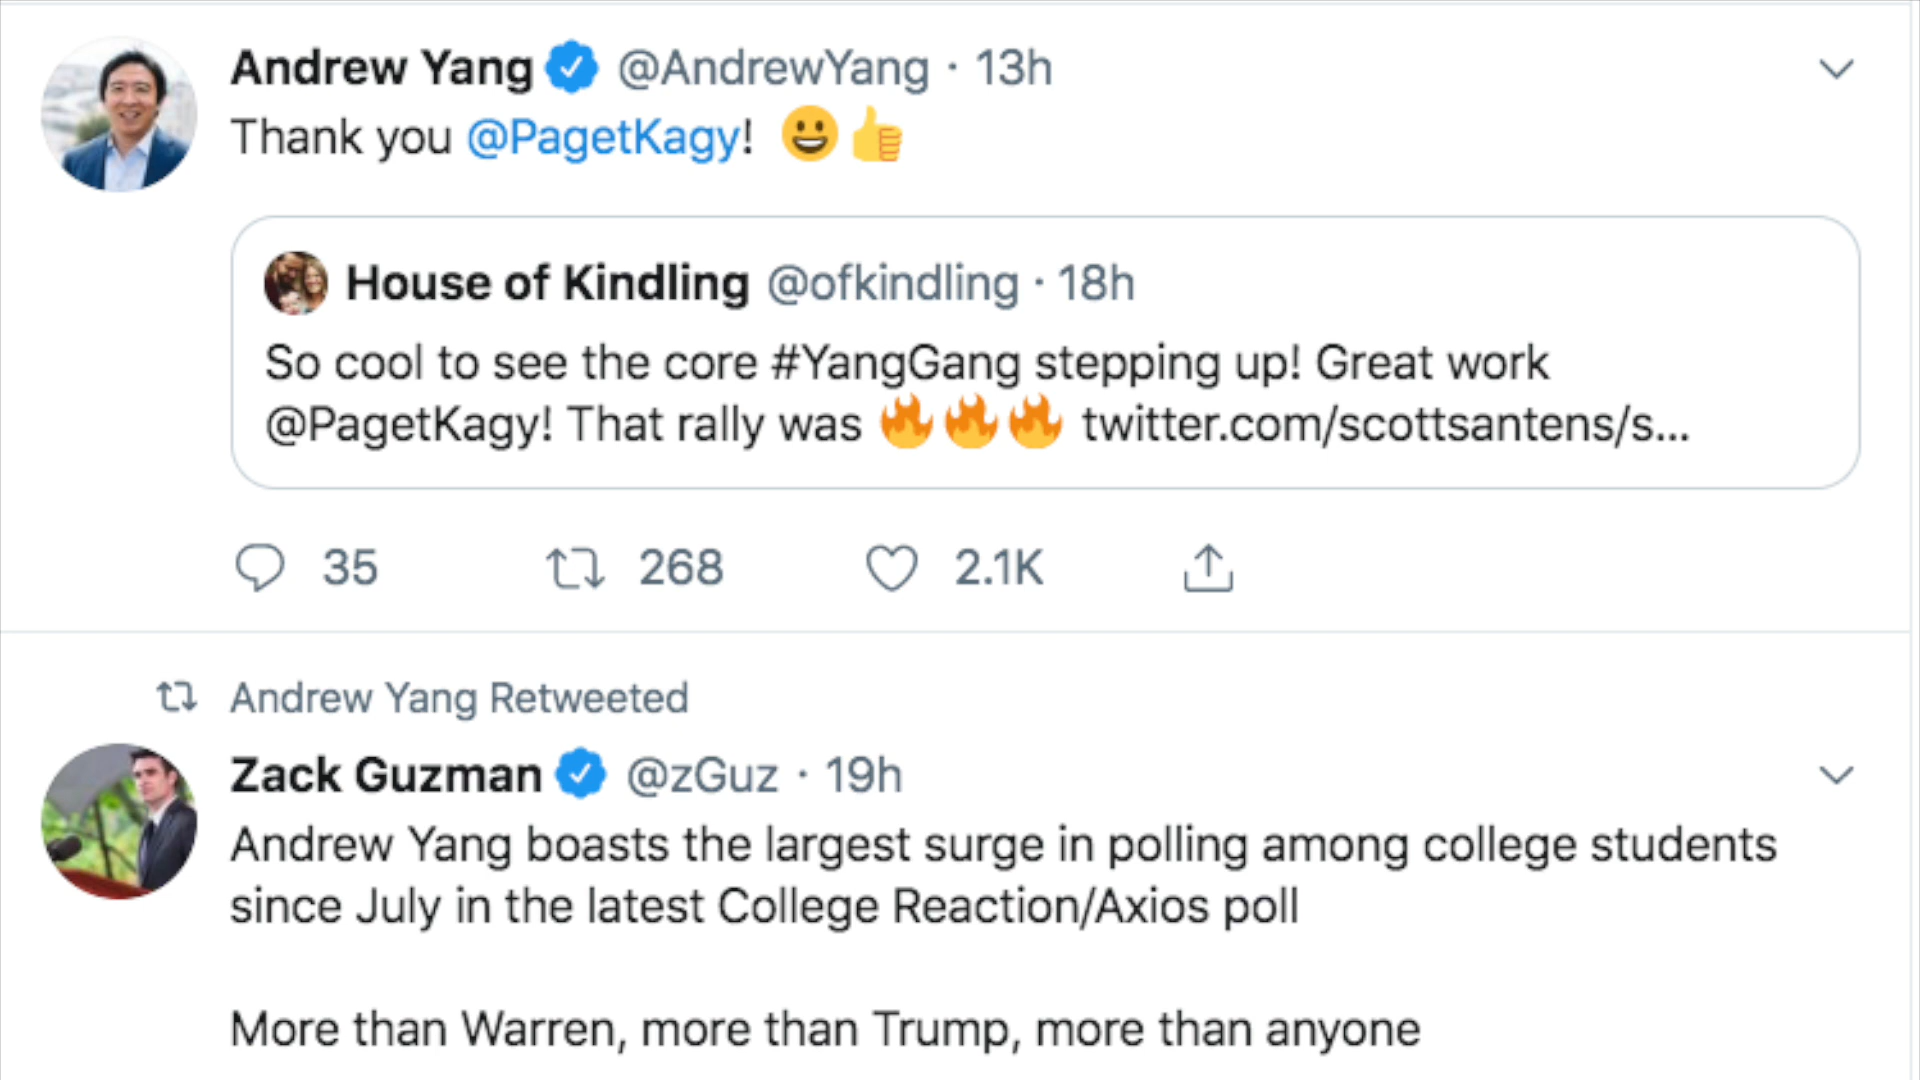 Andrew Yang @AndrewYang · 13h
Thank you @PagetKagy! 😀👍
House of Kindling @ofkindling · 18h
So cool to see the core #YangGang stepping up! Great work
@PagetKagy! That rally was 🔥🔥🔥 twitter.com/scottsantens/s...
35 268 2.1K
Andrew Yang Retweeted
Zack Guzman @zGuz · 19h
Andrew Yang boasts the largest surge in polling among college students
since July in the latest College Reaction/Axios poll
More than Warren, more than Trump, more than anyone